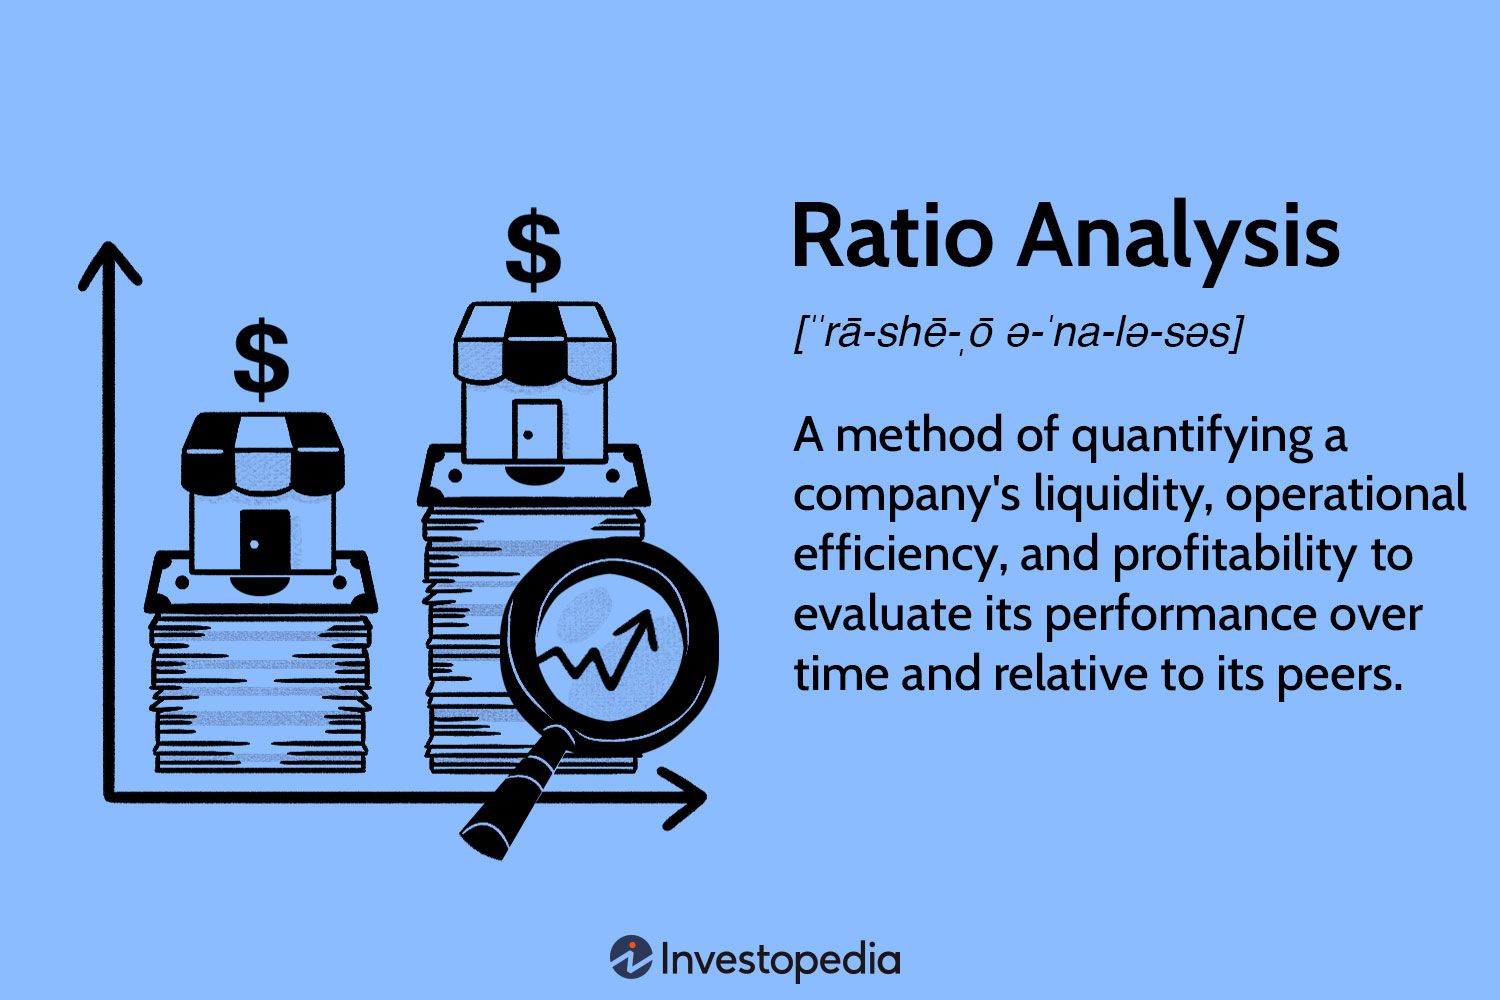 $
$
Ratio Analysis
[ˈˈrā-shē-ˌō ə-ˈna-lə-səs]
A method of quantifying a
company's liquidity, operational
efficiency, and profitability to
evaluate its performance over
time and relative to its peers.
Investopedia